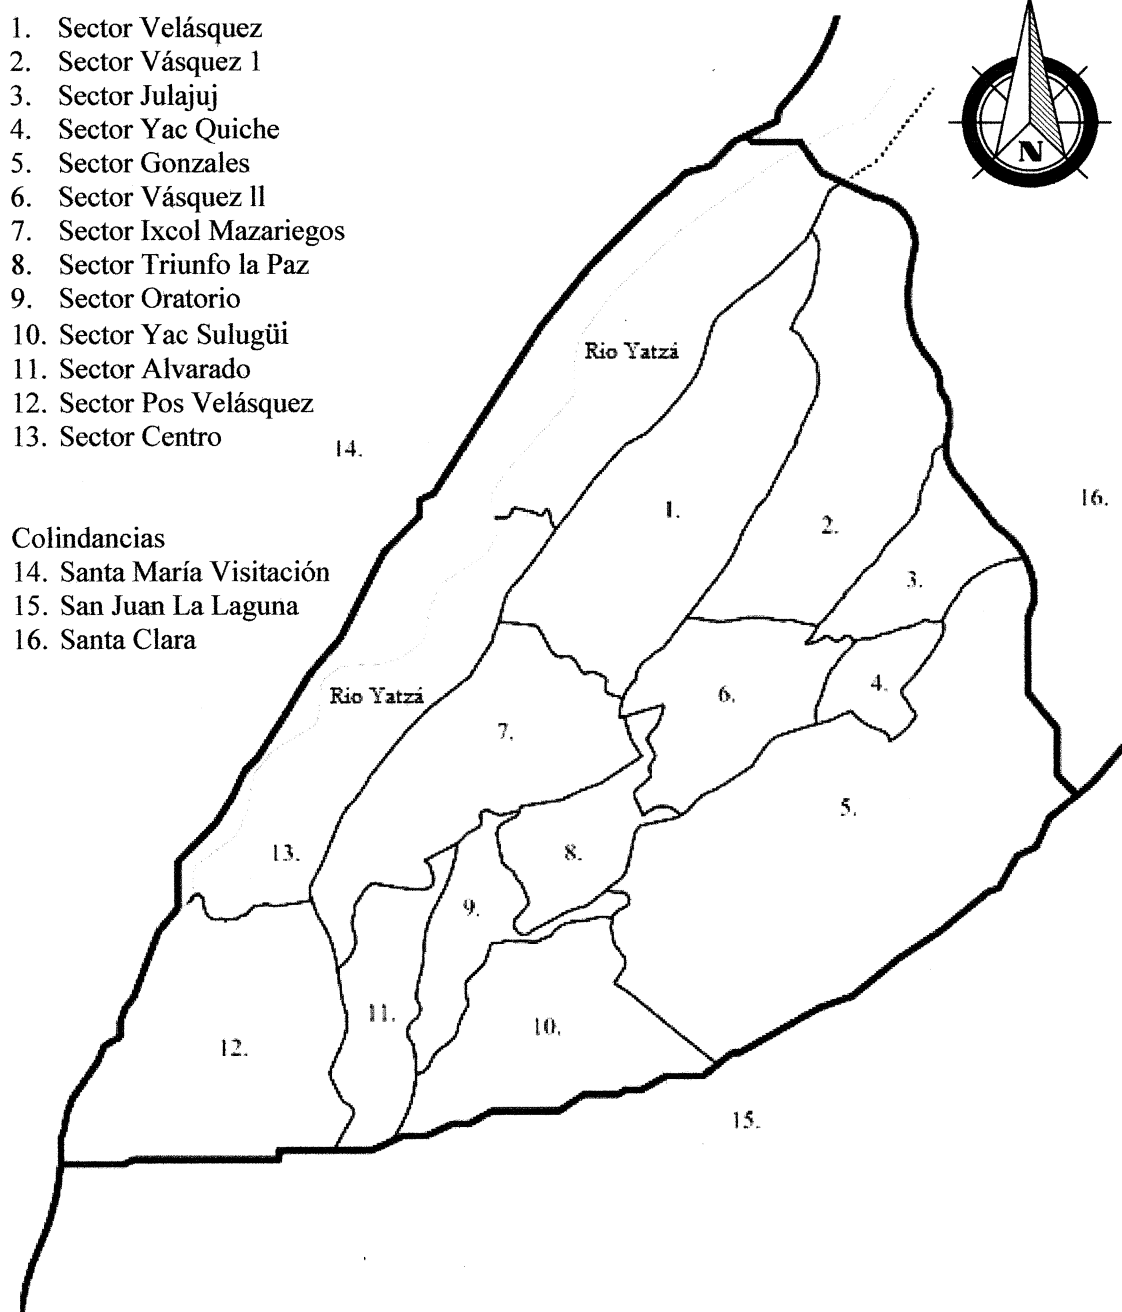 1. Sector Velásquez
2. Sector Vásquez 1
3. Sector Julajuj
4. Sector Yac Quiche
5. Sector Gonzales
6. Sector Vásquez ll
7. Sector Ixcol Mazariegos
8. Sector Triunfo la Paz
9. Sector Oratorio
10. Sector Yac Sulugüi
11. Sector Alvarado
12. Sector Pos Velásquez
13. Sector Centro
Colindancias
14. Santa María Visitación
15. San Juan La Laguna
16. Santa Clara
N
Rio Yatzá
14.
16.
1.
2.
3.
4.
6.
Rio Yatzá
7.
5.
13.
8.
9.
11.
10.
12.
15.